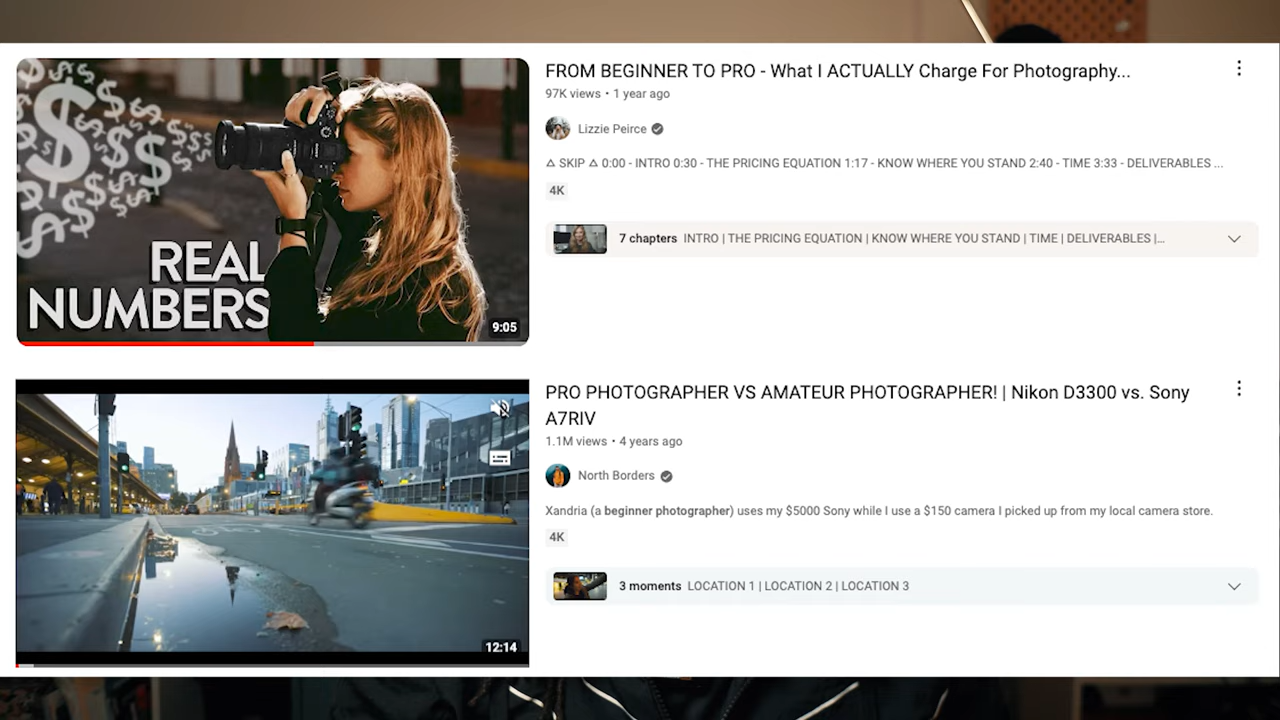 FROM BEGINNER TO PRO - What I ACTUALLY Charge For Photography...
97K views • 1 year ago
Lizzie Peirce
△ SKIP △ 0:00 - INTRO 0:30 - THE PRICING EQUATION 1:17 - KNOW WHERE YOU STAND 2:40 - TIME 3:33 - DELIVERABLES ...
4K
7 chapters INTRO | THE PRICING EQUATION | KNOW WHERE YOU STAND | TIME | DELIVERABLES |...
REAL
NUMBERS
9:05
PRO PHOTOGRAPHER VS AMATEUR PHOTOGRAPHER! | Nikon D3300 vs. Sony
A7RIV
1.1M views • 4 years ago
North Borders
Xandria (a beginner photographer) uses my $5000 Sony while I use a $150 camera I picked up from my local camera store.
4K
3 moments LOCATION 1 | LOCATION 2 | LOCATION 3
12:14